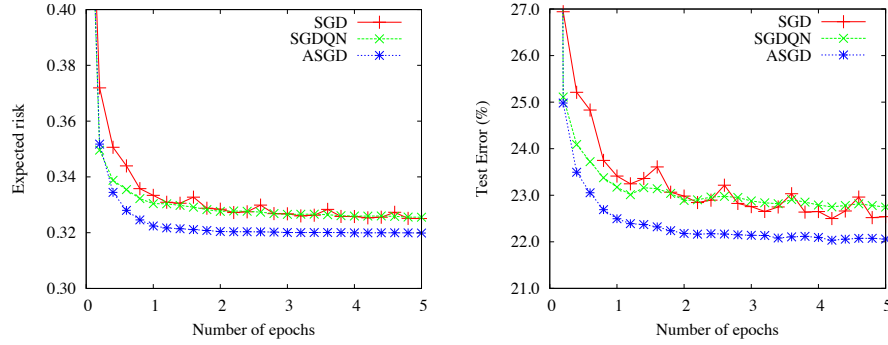 Expected risk
0.40
0.38
0.36
0.34
0.32
0.30
SGD
SGDQN
ASGD
0 1 2 3 4 5
Number of epochs
Test Error (%)
27.0
26.0
25.0
24.0
23.0
22.0
21.0
SGD
SGDQN
ASGD
0 1 2 3 4 5
Number of epochs